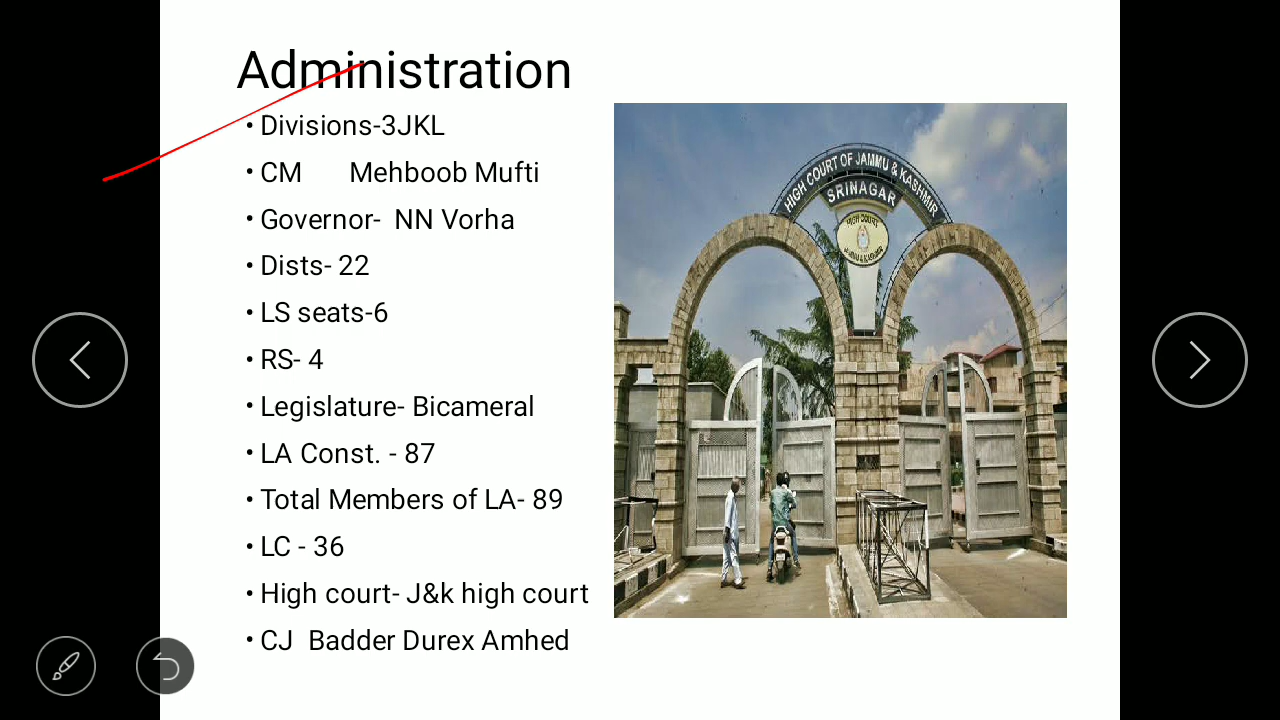 Administration
• Divisions-3JKL
• CM Mehboob Mufti
• Governor- NN Vorha
• Dists- 22
• LS seats-6
• RS- 4
• Legislature- Bicameral
• LA Const. - 87
• Total Members of LA- 89
• LC - 36
• High court- J&k high court
• CJ Badder Durex Amhed
HIGH COURT OF JAMMU & KASHMIR
SRINAGAR
HIGH COURT
JAMMU & KASHMIR